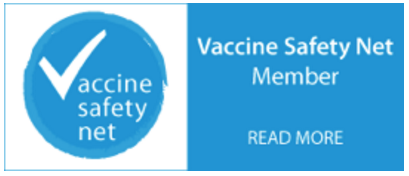 vaccine
safety
net
Vaccine Safety Net
Member
READ MORE